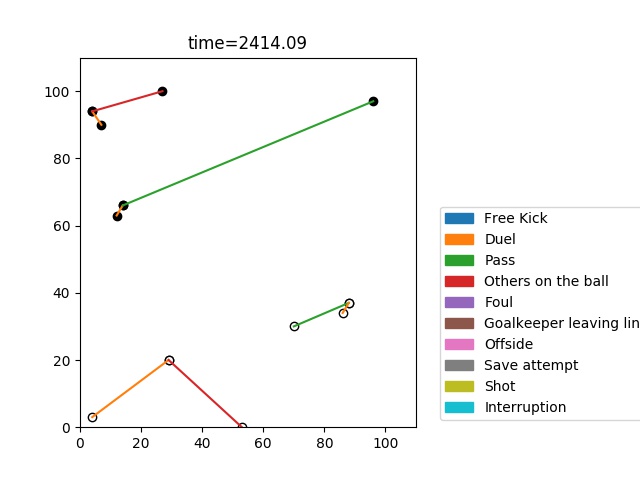 time=2414.09
100
80
60
40
20
0
0 20 40 60 80 100
Free Kick
Duel
Pass
Others on the ball
Foul
Goalkeeper leaving lin
Offside
Save attempt
Shot
Interruption